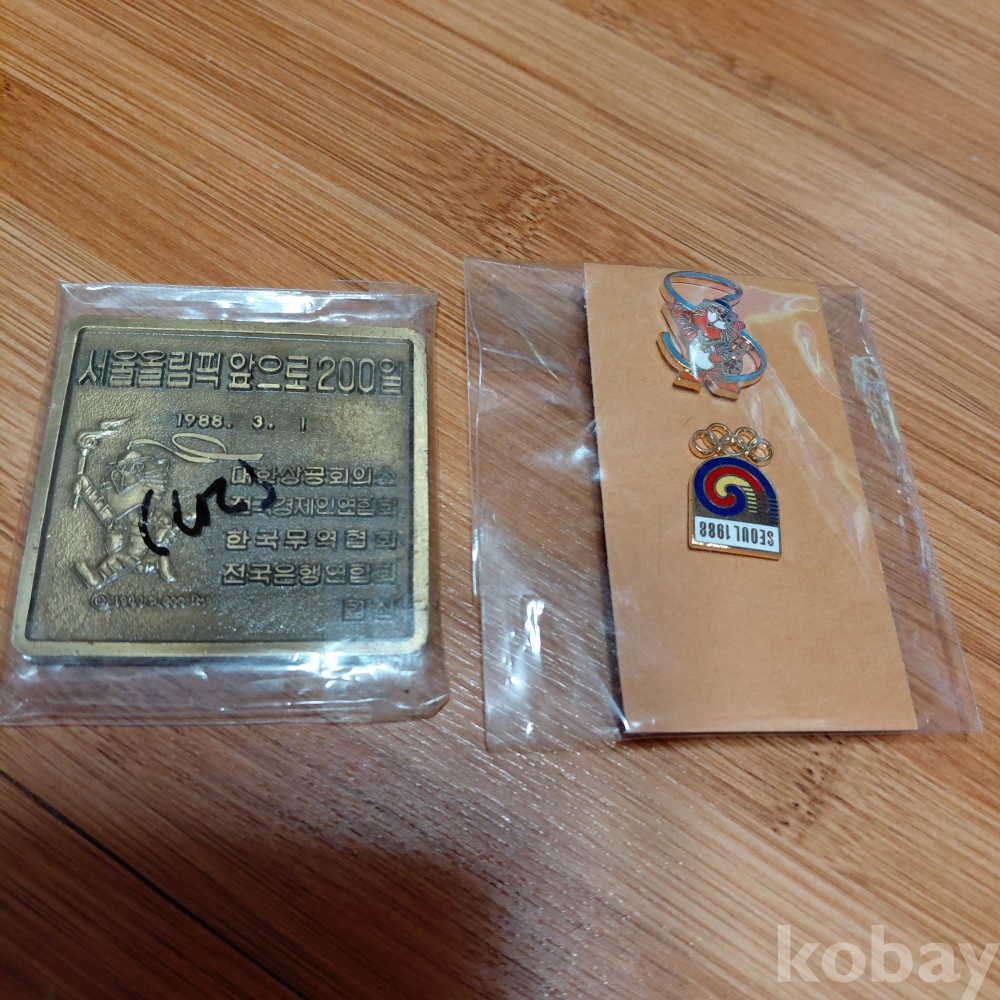 서울올림픽 앞으로 200일
1988. 3. 1
대한상공회의소
전국경제인연합회
한국무역협회
전국은행연합회
SEOUL 1988
kobay